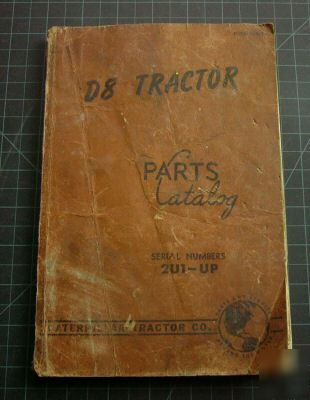 D8 TRACTOR
PARTS
Catalog
SERIAL NUMBERS
2U1-UP
CATERPILLAR TRACTOR CO.